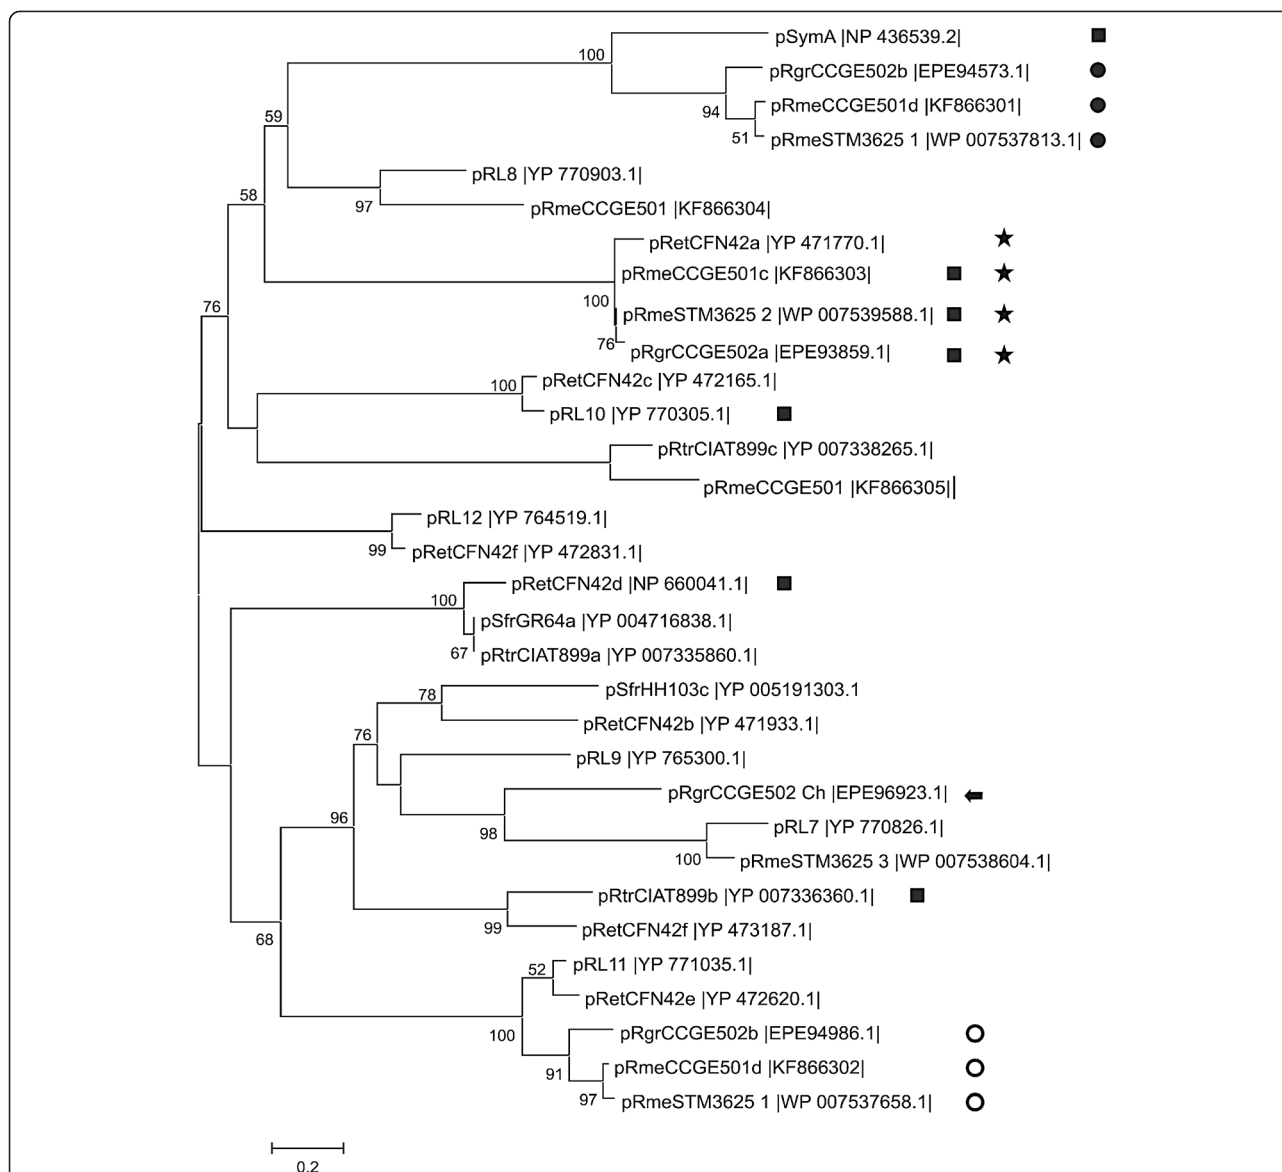 pSymA |NP 436539.2|
100
pRgrCCGE502b |EPE94573.1|
94
pRmeCCGE501d |KF866301|
59
51
pRmeSTM3625 1 |WP 007537813.1|
pRL8 |YP 770903.1|
58
97
pRmeCCGE501 |KF866304|
pRetCFN42a |YP 471770.1|
pRmeCCGE501c |KF866303|
100
76
pRmeSTM3625 2 |WP 007539588.1|
76
pRgrCCGE502a |EPE93859.1|
pRetCFN42c |YP 472165.1|
100
pRL10 |YP 770305.1|
pRtrCIAT899c |YP 007338265.1|
pRmeCCGE501 |KF866305||
pRL12 |YP 764519.1|
99
pRetCFN42f |YP 472831.1|
pRetCFN42d |NP 660041.1|
100
pSfrGR64a |YP 004716838.1|
67
pRtrCIAT899a |YP 007335860.1|
pSfrHH103c |YP 005191303.1
78
pRetCFN42b |YP 471933.1|
76
pRL9 |YP 765300.1|
pRgrCCGE502 Ch |EPE96923.1|
96
98
pRL7 |YP 770826.1|
100
pRmeSTM3625 3 |WP 007538604.1|
pRtrCIAT899b |YP 007336360.1|
99
pRetCFN42f |YP 473187.1|
68
pRL11 |YP 771035.1|
52
pRetCFN42e |YP 472620.1|
100
pRgrCCGE502b |EPE94986.1|
91
pRmeCCGE501d |KF866302|
97
pRmeSTM3625 1 |WP 007537658.1|
0.2